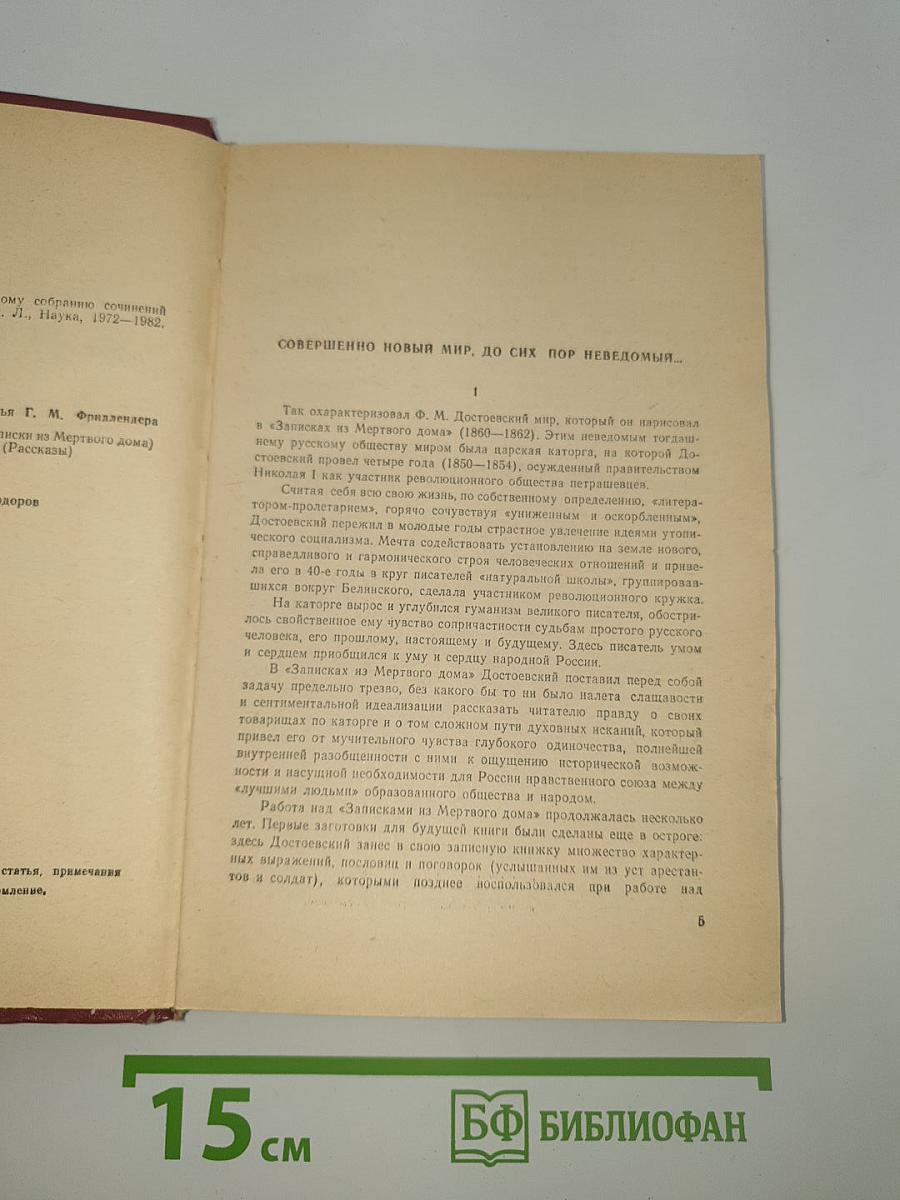 ому собранию сочинений
. Л., Наука, 1972—1982.
ья Г. М. Фридлендера
писки из Мертвого дома)
(Рассказы)
одоров
статья, примечания
омление.
СОВЕРШЕННО НОВЫЙ МИР, ДО СИХ ПОР НЕВЕДОМЫЙ...
1
Так охарактеризовал Ф. М. Достоевский мир, который он нарисовал
в «Записках из Мертвого дома» (1860—1862). Этим неведомым тогдаш-
нему русскому обществу миром была царская каторга, на которой До-
стоевский провел четыре года (1850—1854), осужденный правительством
Николая I как участник революционного общества петрашевцев.
Считая себя всю свою жизнь, по собственному определению, «литера-
тором-пролетарием», горячо сочувствуя «униженным и оскорбленным»,
Достоевский пережил в молодые годы страстное увлечение идеями утопи-
ческого социализма. Мечта содействовать установлению на земле нового,
справедливого и гармонического строя человеческих отношений и приве-
ла его в 40-е годы в круг писателей «натуральной школы», группировав-
шихся вокруг Белинского, сделала участником революционного кружка.
На каторге вырос и углубился гуманизм великого писателя, обостри-
лось свойственное ему чувство сопричастности судьбам простого русского
человека, его прошлому, настоящему и будущему. Здесь писатель умом
и сердцем приобщился к уму и сердцу народной России.
В «Записках из Мертвого дома» Достоевский поставил перед собой
задачу предельно трезво, без какого бы то ни было налета слащавости
и сентиментальной идеализации рассказать читателю правду о своих
товарищах по каторге и о том сложном пути духовных исканий, который
привел его от мучительного чувства глубокого одиночества, полнейшей
внутренней разобщенности с ними к ощущению исторической возмож-
ности и насущной необходимости для России нравственного союза между
«лучшими людьми» образованного общества и народом.
Работа над «Записками из Мертвого дома» продолжалась несколько
лет. Первые заготовки для будущей книги были сделаны еще в остроге:
здесь Достоевский занес в свою записную книжку множество характер-
ных выражений, пословиц и поговорок (услышанных им из уст арестан-
тов и солдат), которыми позднее воспользовался при работе над
5
15 см
БФ БИБЛИОФАН